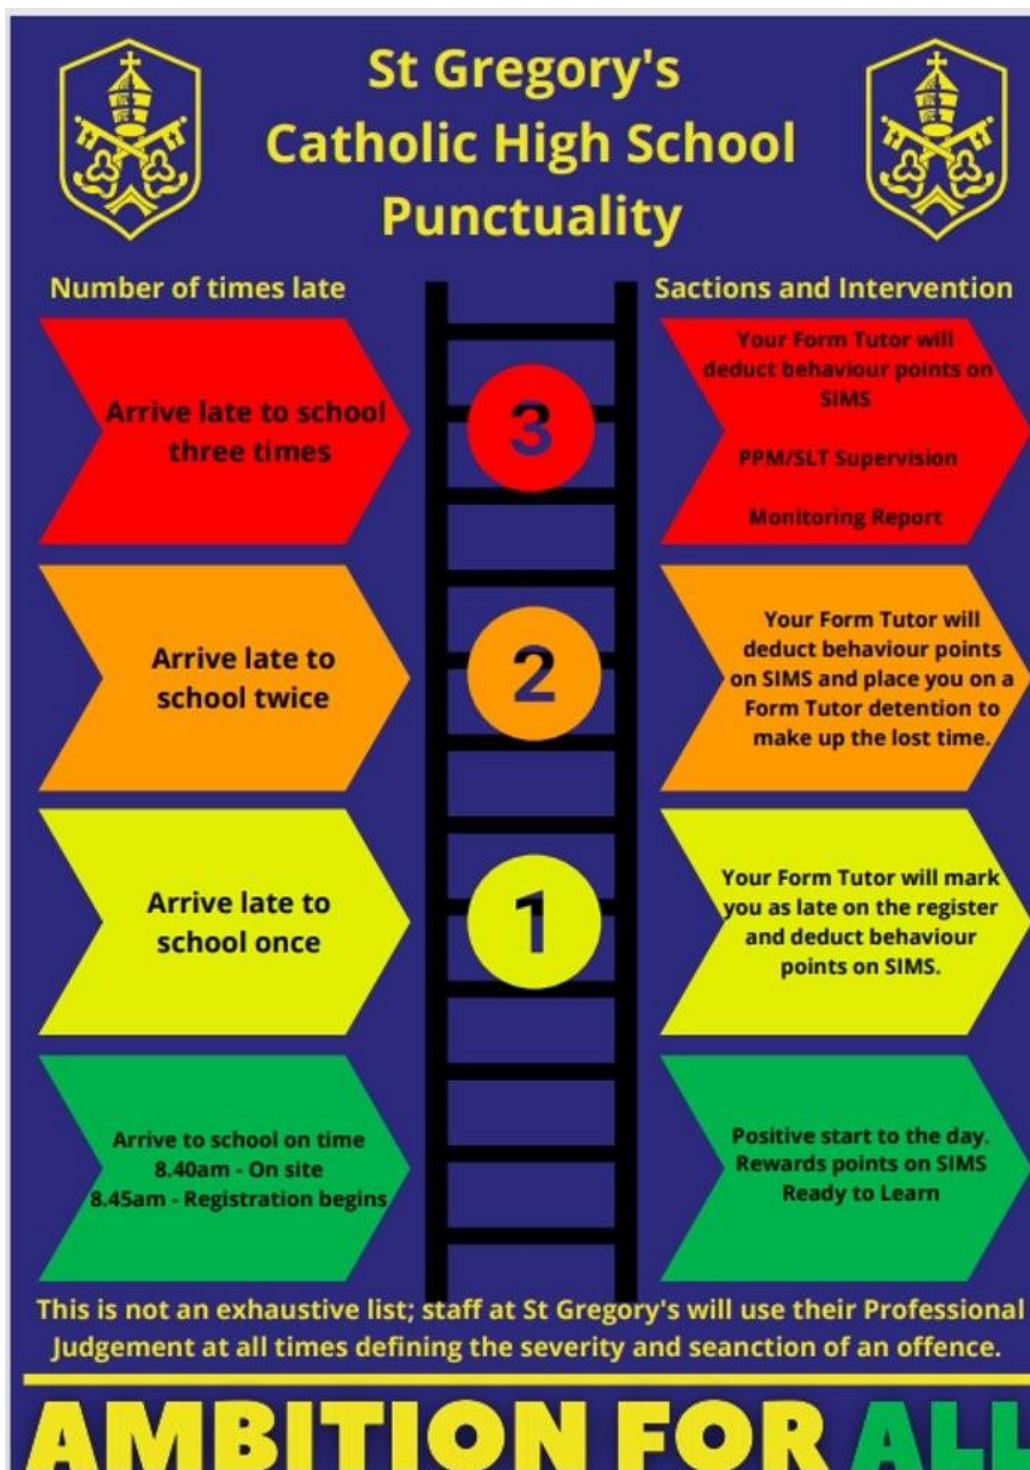 St Gregory's
Catholic High School
Punctuality
Number of times late
Sactions and Intervention
Arrive late to school
three times
3
Your Form Tutor will
deduct behaviour points on
SIMS
PPM/SLT Supervision
Monitoring Report
Arrive late to
school twice
2
Your Form Tutor will
deduct behaviour points
on SIMS and place you on a
Form Tutor detention to
make up the lost time.
Arrive late to
school once
1
Your Form Tutor will mark
you as late on the register
and deduct behaviour
points on SIMS.
Arrive to school on time
8.40am - On site
8.45am - Registration begins
Positive start to the day.
Rewards points on SIMS
Ready to Learn
This is not an exhaustive list; staff at St Gregory's will use their Professional
Judgement at all times defining the severity and seanction of an offence.
AMBITION FOR ALL